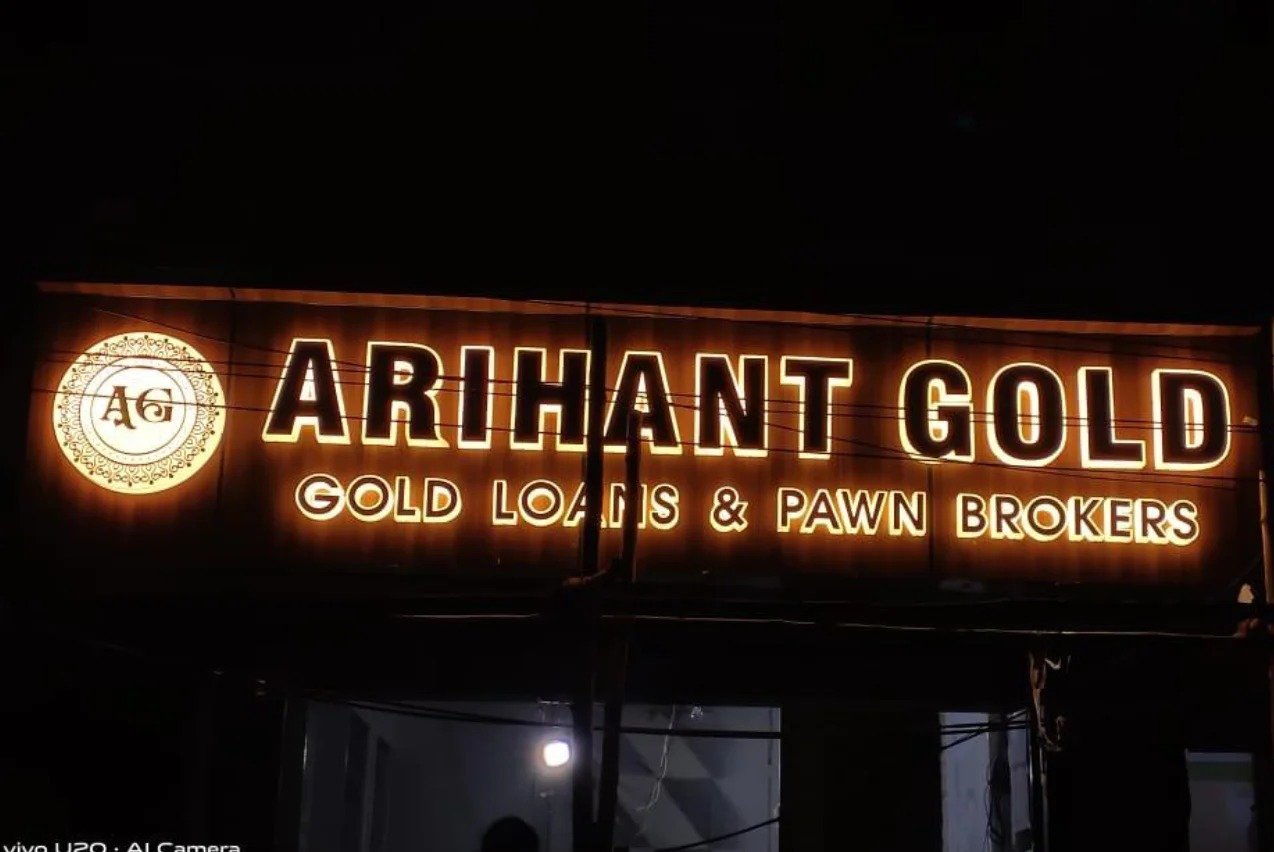 AG
ARIHANT GOLD
GOLD LOANS & PAWN BROKERS
vivo U20 · AI Camera